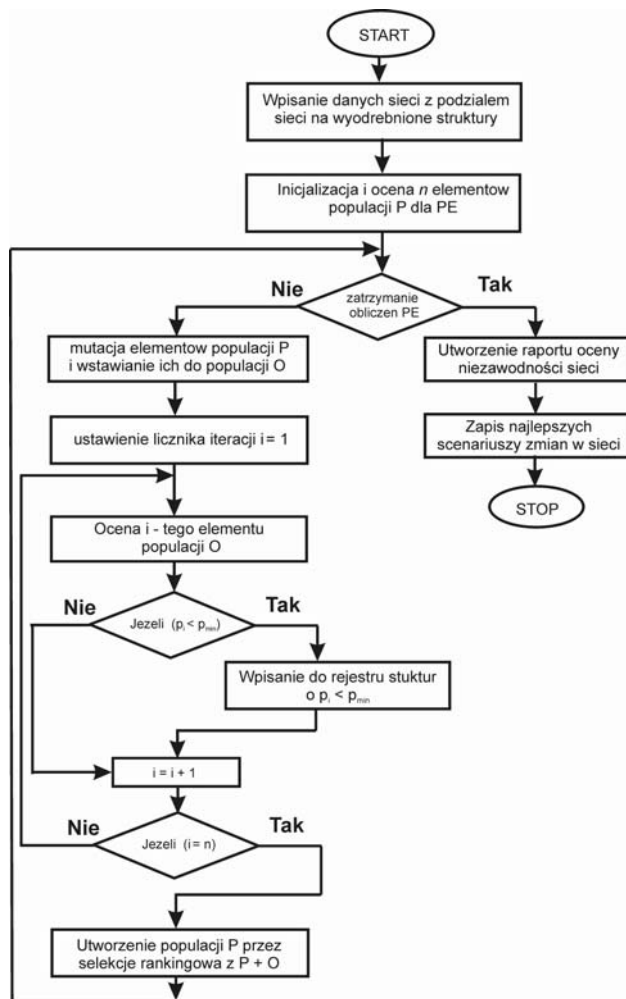 START
Wpisanie danych sieci z podzialem
sieci na wyodrebnione struktury
Inicjalizacja i ocena n elementow
populacji P dla PE
Nie
zatrzymanie
obliczen PE
Tak
mutacja elementow populacji P
i wstawianie ich do populacji O
Utworzenie raportu oceny
niezawodności sieci
ustawienie licznika iteracji i = 1
Zapis najlepszych
scenariuszy zmian w sieci
STOP
Ocena i - tego elementu
populacji O
Nie
Jezeli (pi < pmin)
Tak
Wpisanie do rejestru stuktur
o pi < pmin
i = i + 1
Nie
Jezeli (i = n)
Tak
Utworzenie populacji P przez
selekcje rankingowa z P + O